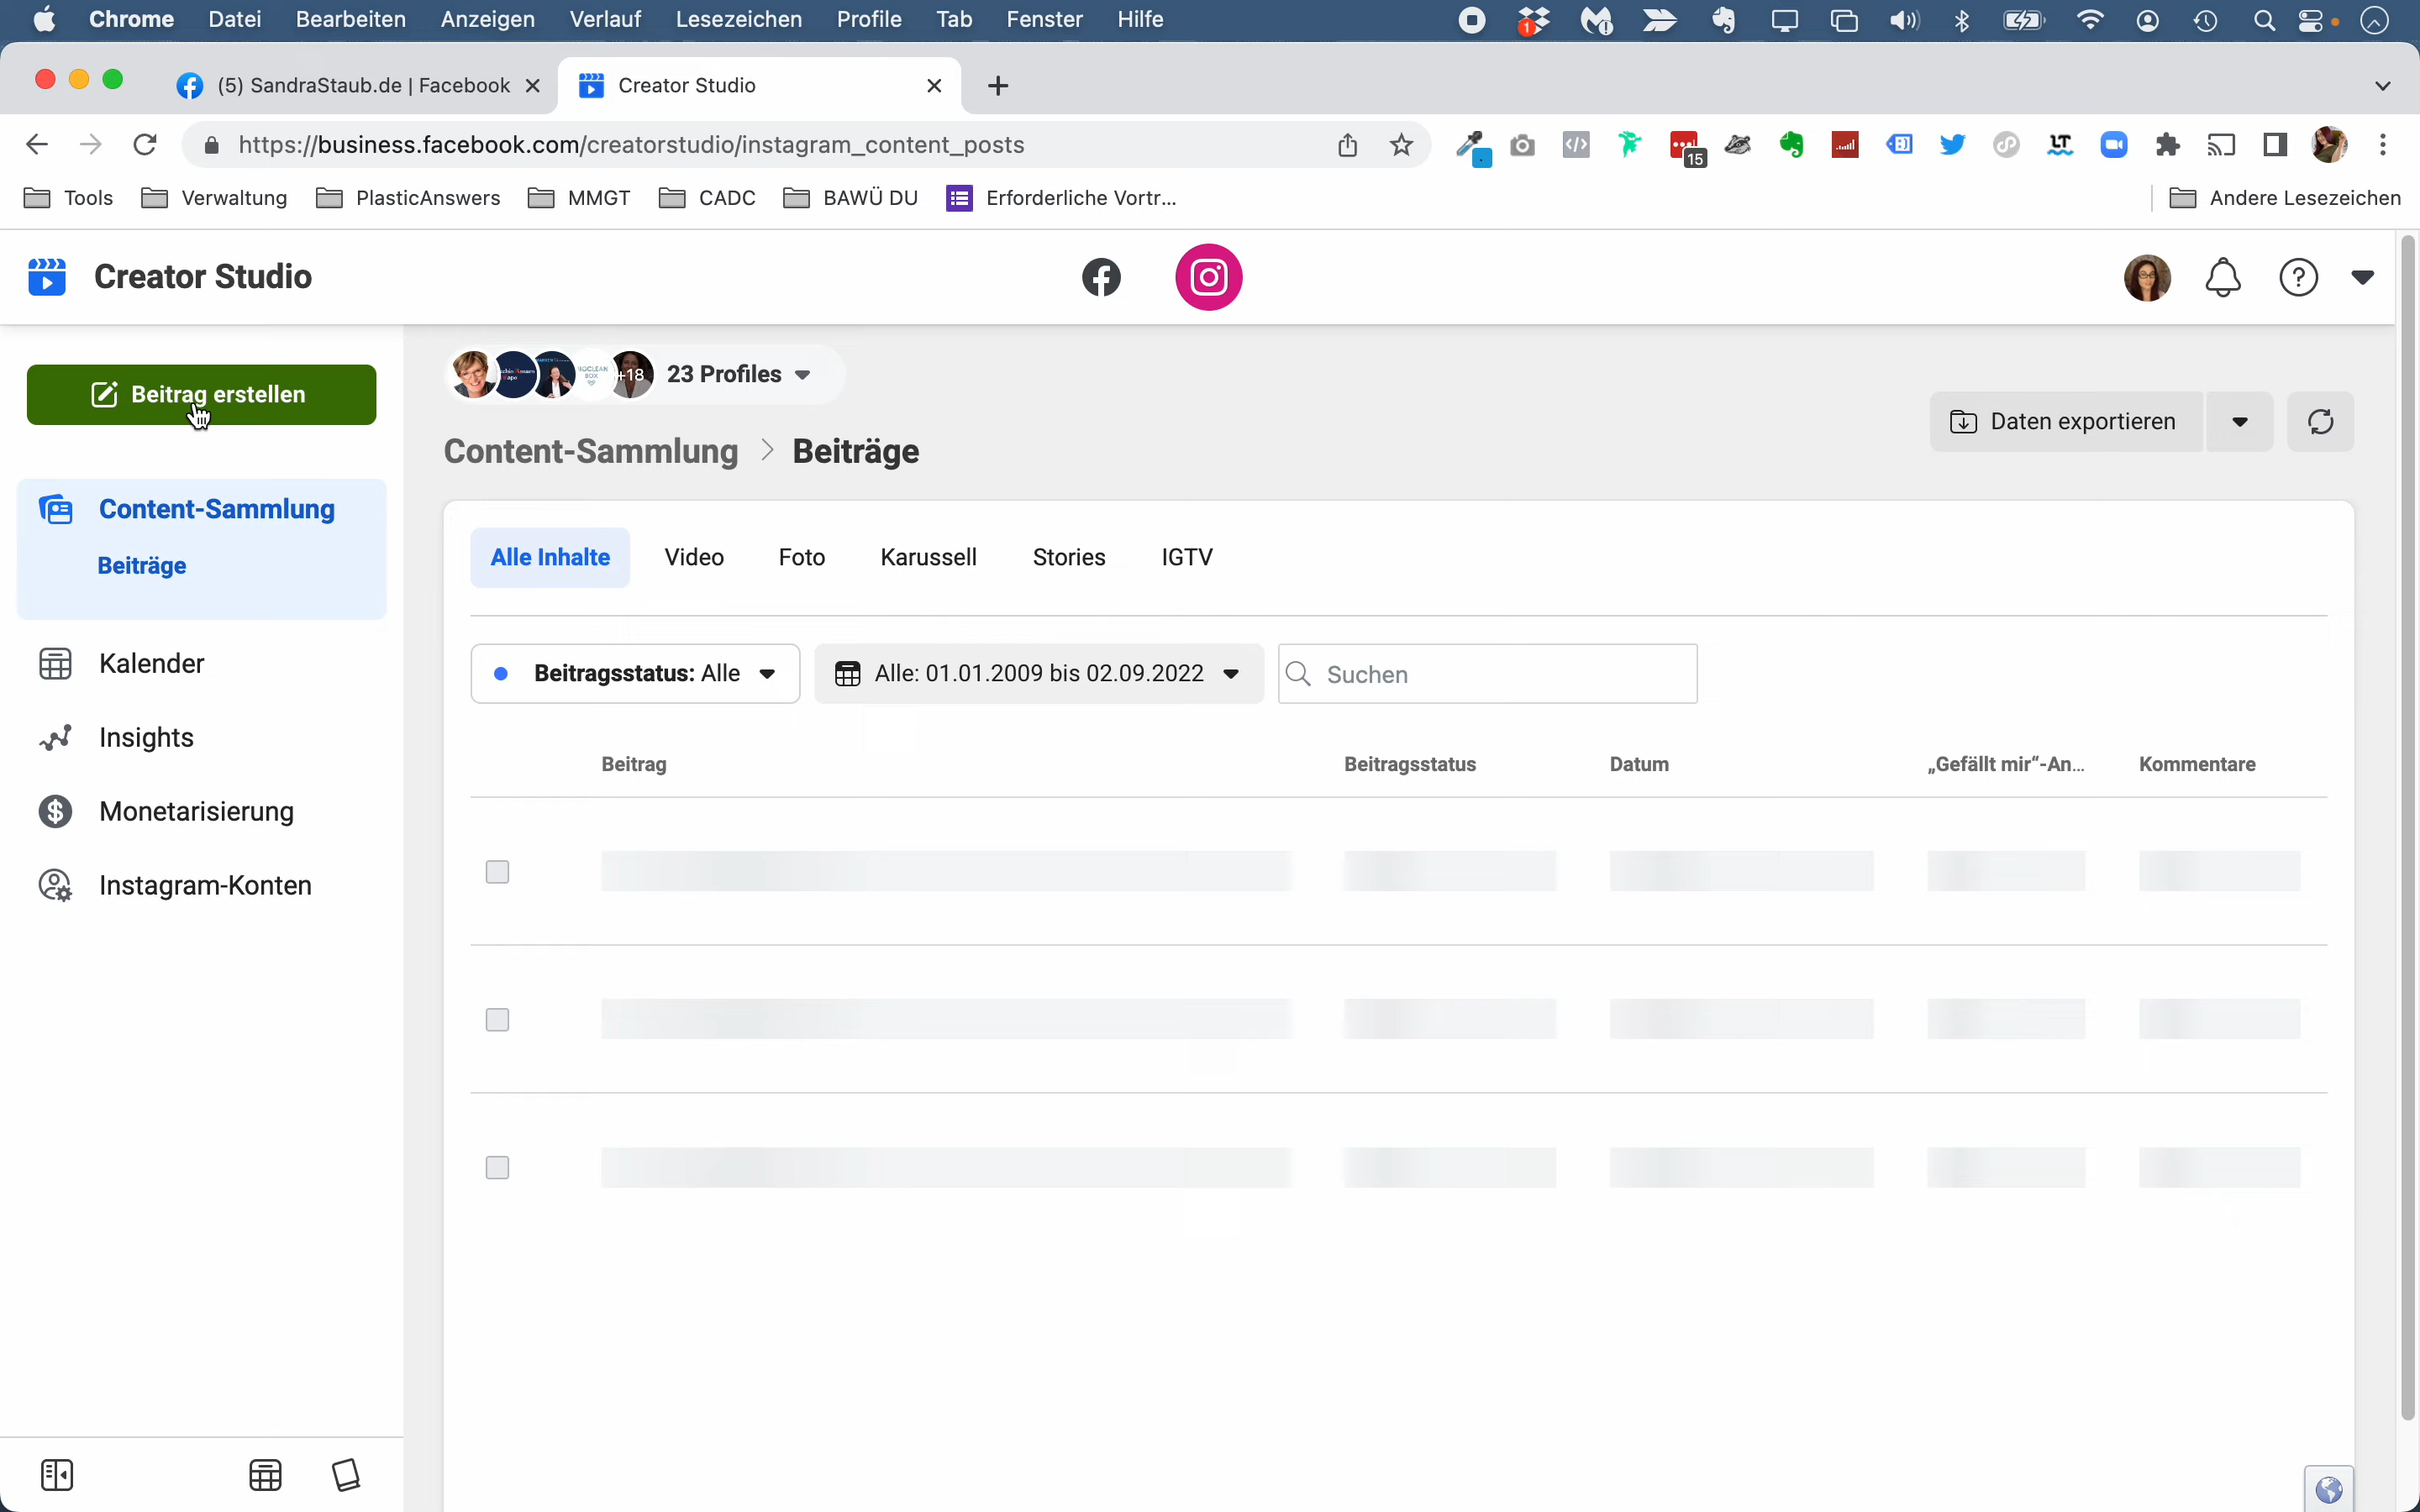 Chrome Datei Bearbeiten Anzeigen Verlauf Lesezeichen Profile Tab Fenster Hilfe
1
(5) SandraStaub.de | Facebook
Creator Studio
https://business.facebook.com/creatorstudio/instagram_content_posts
15
Tools Verwaltung PlasticAnswers MMGT CADC BAWÜ DU Erforderliche Vortr... Andere Lesezeichen
Creator Studio
Beitrag erstellen
+18 23 Profiles
Content-Sammlung > Beiträge
Daten exportieren
Content-Sammlung
Beiträge
Kalender
Insights
Monetarisierung
Instagram-Konten
Alle Inhalte Video Foto Karussell Stories IGTV
Beitragsstatus: Alle
Alle: 01.01.2009 bis 02.09.2022
Suchen
Beitrag Beitragsstatus Datum „Gefällt mir“-An... Kommentare